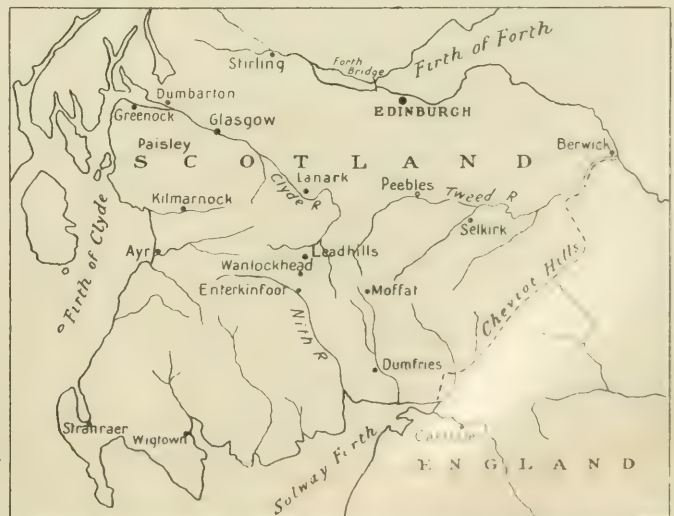 Firth of Forth
Forth
Bridge
Stirling
EDINBURGH
Dumbarton
Greenock
Glasgow
Paisley
Berwick
SCOTLAND
Lanark
Clyde R
Peebles
Tweed R
Kilmarnock
Selkirk
Firth of Clyde
Ayr
Leadhills
Wanlockhead
Enterkinfoot
Moffat
Cheviot Hills
Nith R
Dumfries
Stranraer
Wigtown
Solway Firth
ENGLAND